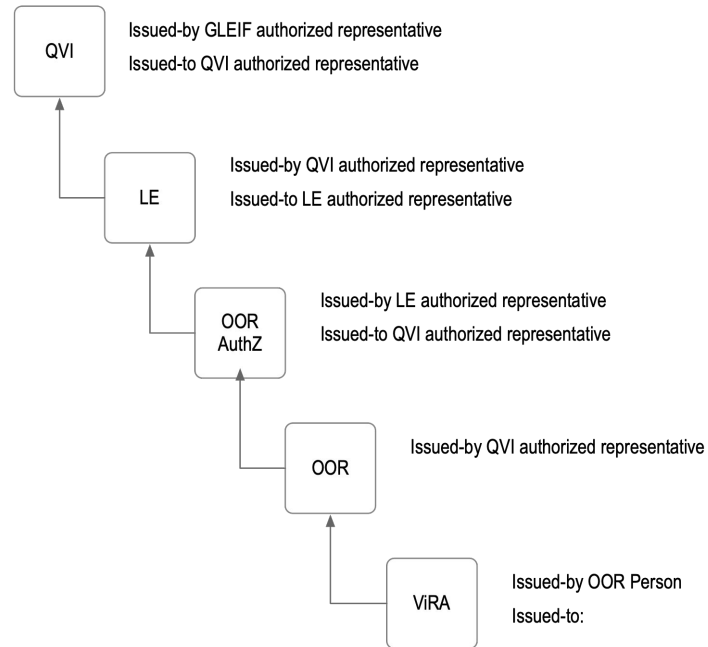 QVI
Issued-by GLEIF authorized representative
Issued-to QVI authorized representative
LE
Issued-by QVI authorized representative
Issued-to LE authorized representative
OOR
AuthZ
Issued-by LE authorized representative
Issued-to QVI authorized representative
OOR
Issued-by QVI authorized representative
ViRA
Issued-by OOR Person
Issued-to: